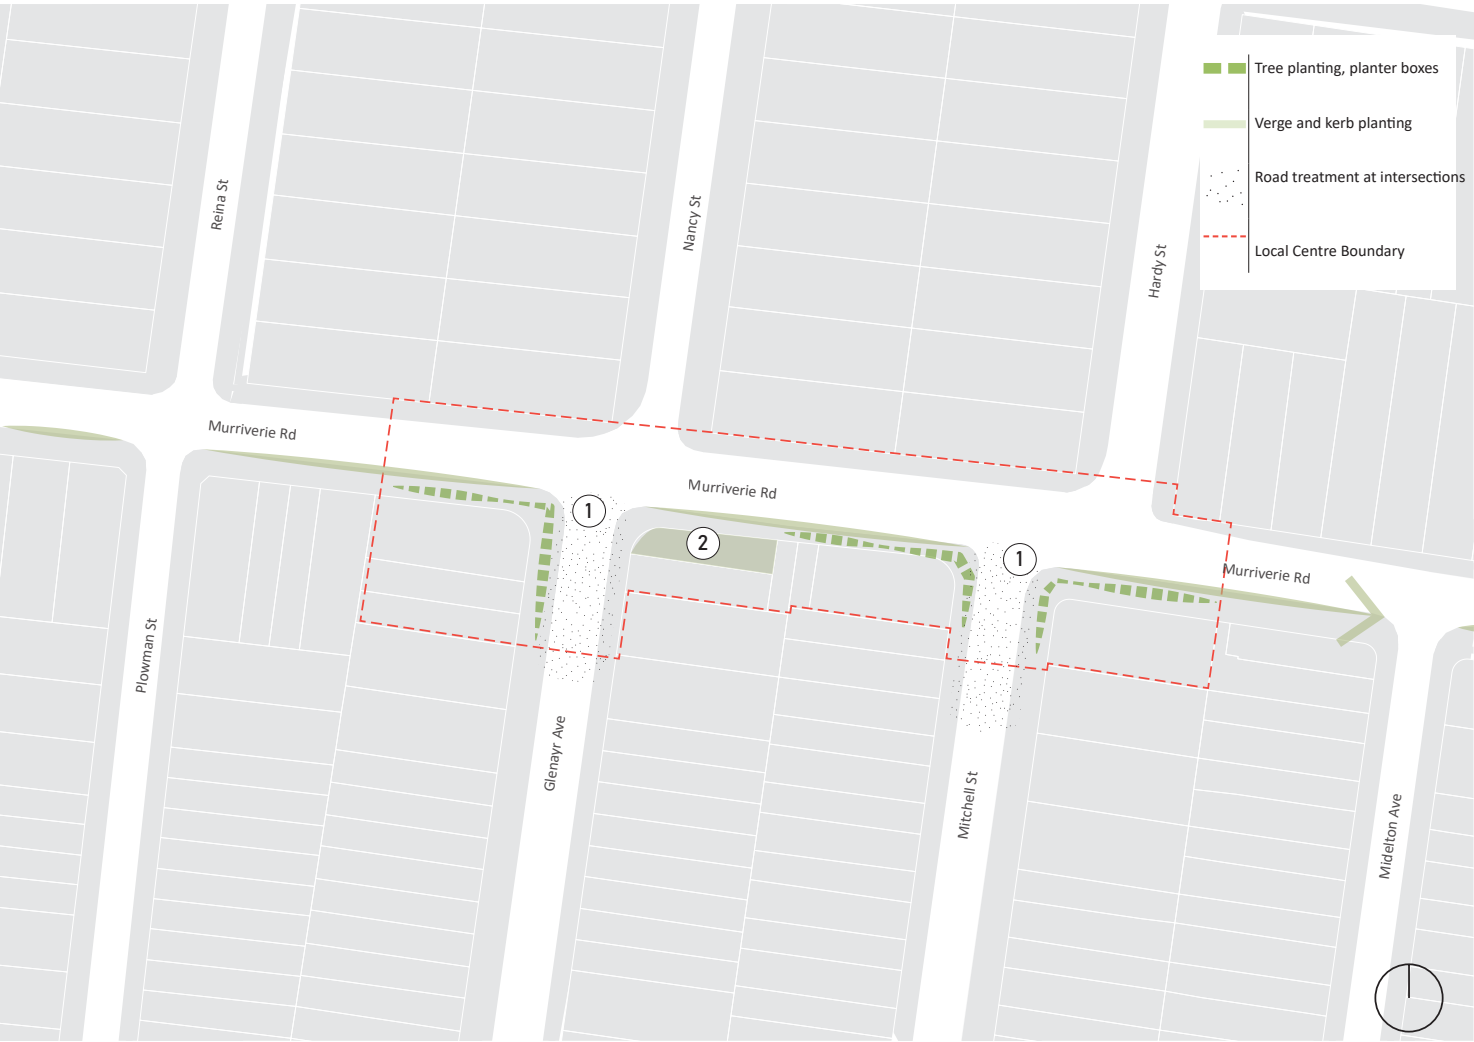 Tree planting, planter boxes
Verge and kerb planting
Road treatment at intersections
Local Centre Boundary
Reina St
Nancy St
Hardy St
Murriverie Rd
Murriverie Rd
1
2
1
Murriverie Rd
Plowman St
Glenayr Ave
Mitchell St
Midelton Ave